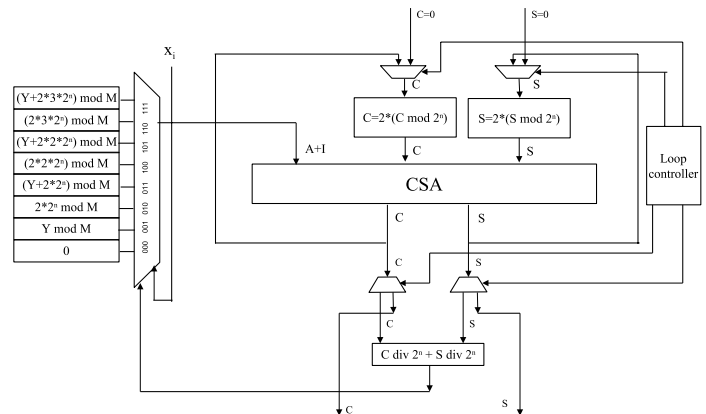 C=0
S=0
xᵢ
C
S
(Y+2*3*2ⁿ) mod M
(2*3*2ⁿ) mod M
(Y+2*2*2ⁿ) mod M
(2*2*2ⁿ) mod M
(Y+2*2ⁿ) mod M
2*2ⁿ mod M
Y mod M
0
111
110
101
100
011
010
001
000
C=2*(C mod 2ⁿ)
S=2*(S mod 2ⁿ)
Loop
controller
A+I
C
S
CSA
C
S
C
S
C
S
C div 2ⁿ + S div 2ⁿ
C
S